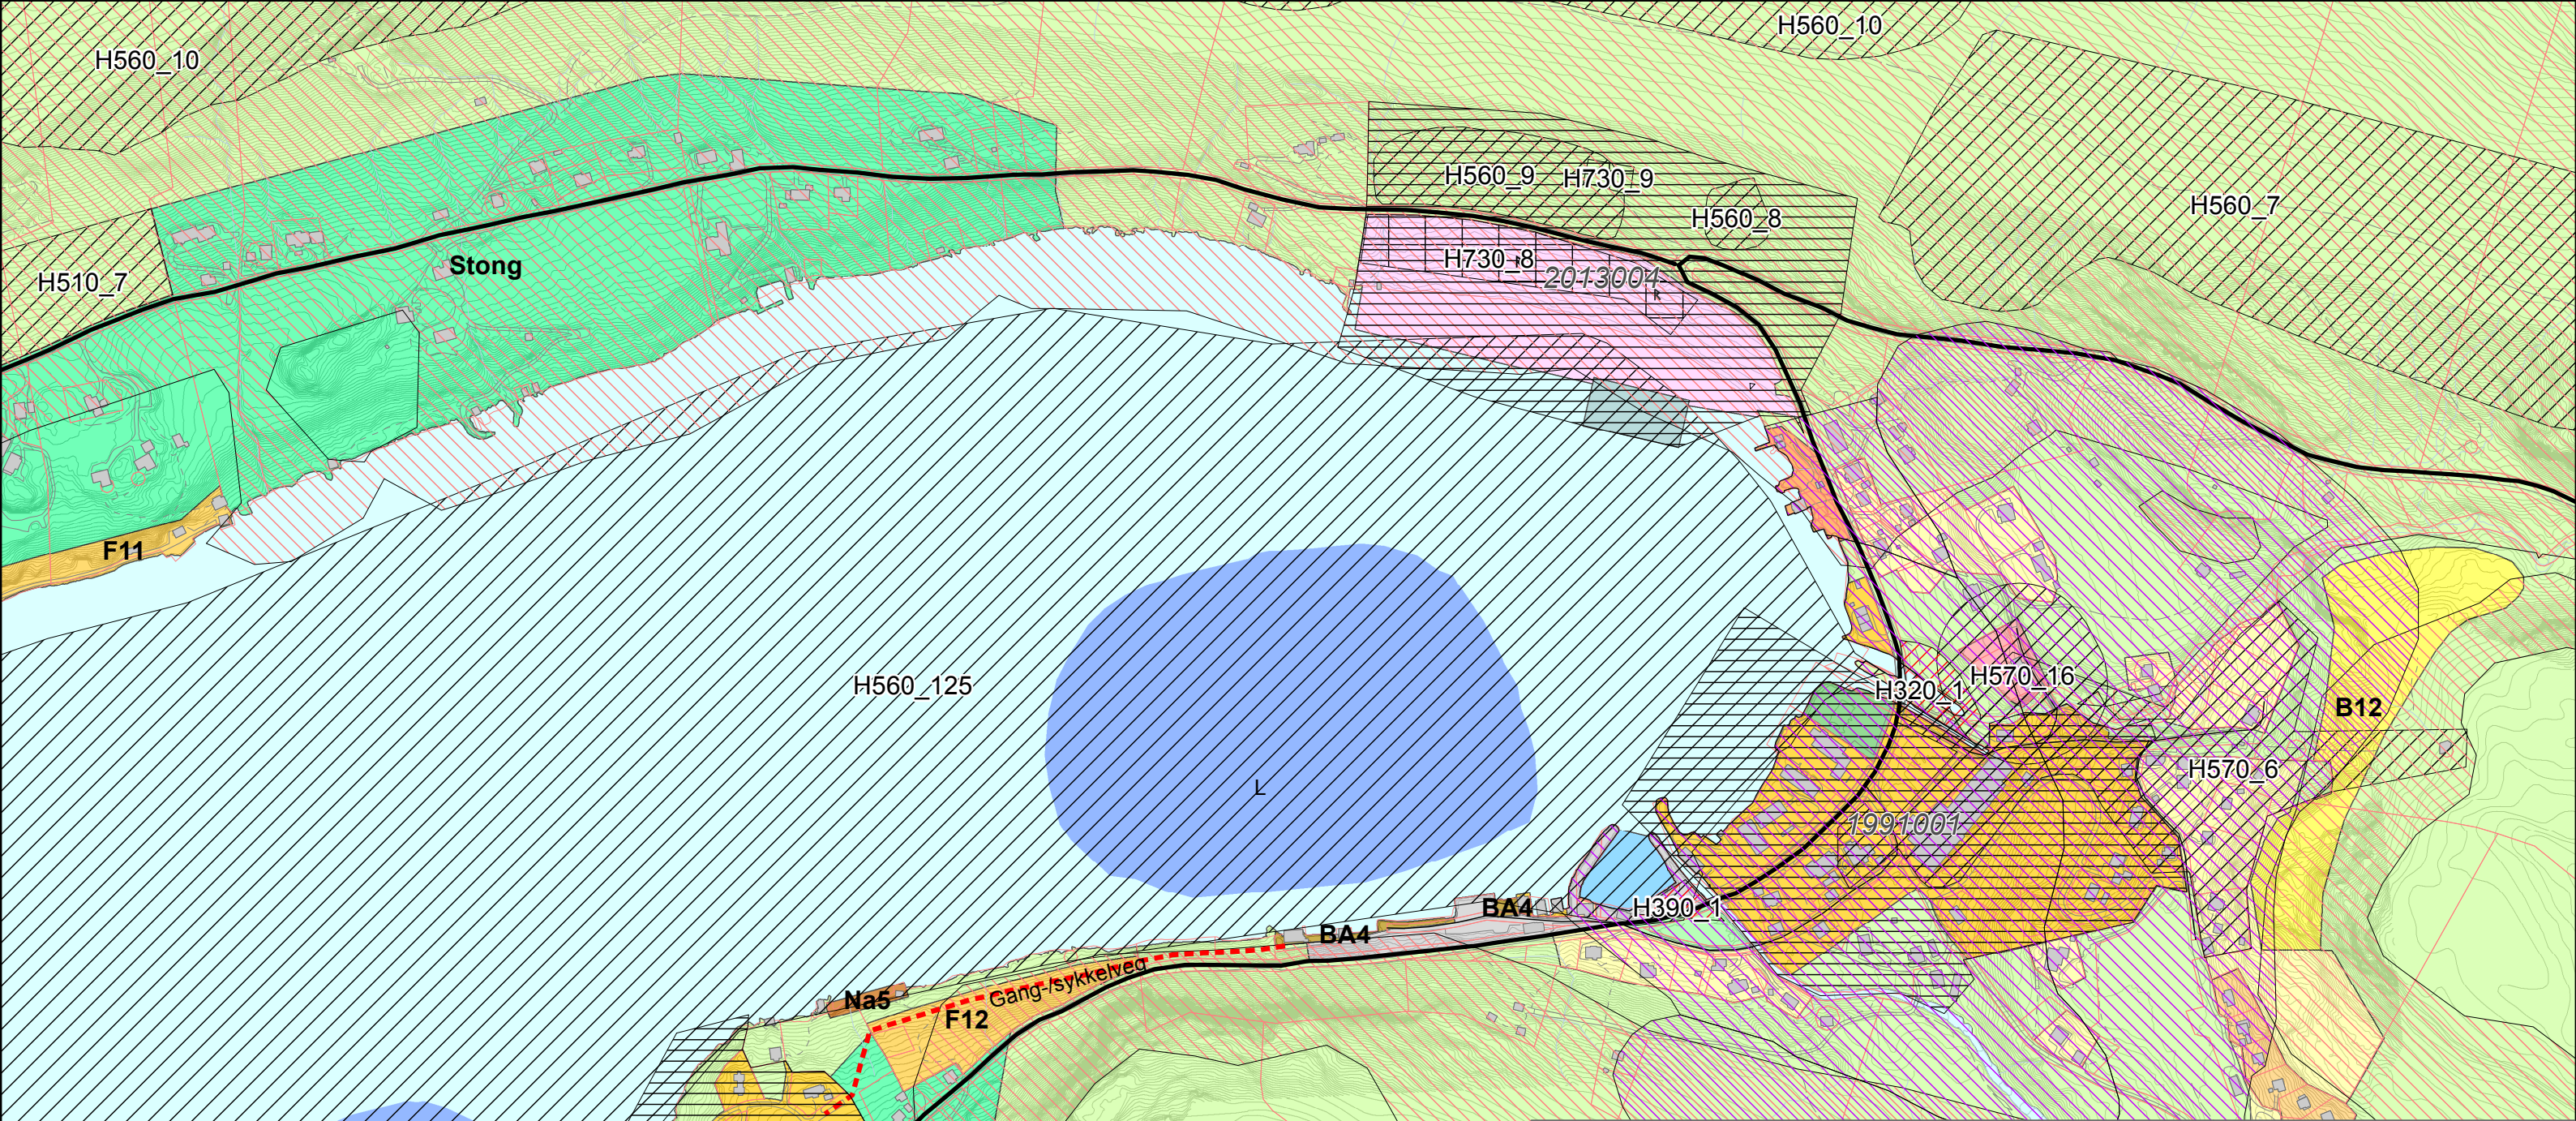 H560_10
H560_10
H560_9
H730_9
H560_8
H560_7
Stong
H510_7
H730_8
2013004
F11
H560_125
H320_1
H570_16
B12
H570_6
L
1991001
BA4
H390_1
BA4
Gang-/sykkelveg
Na5
F12